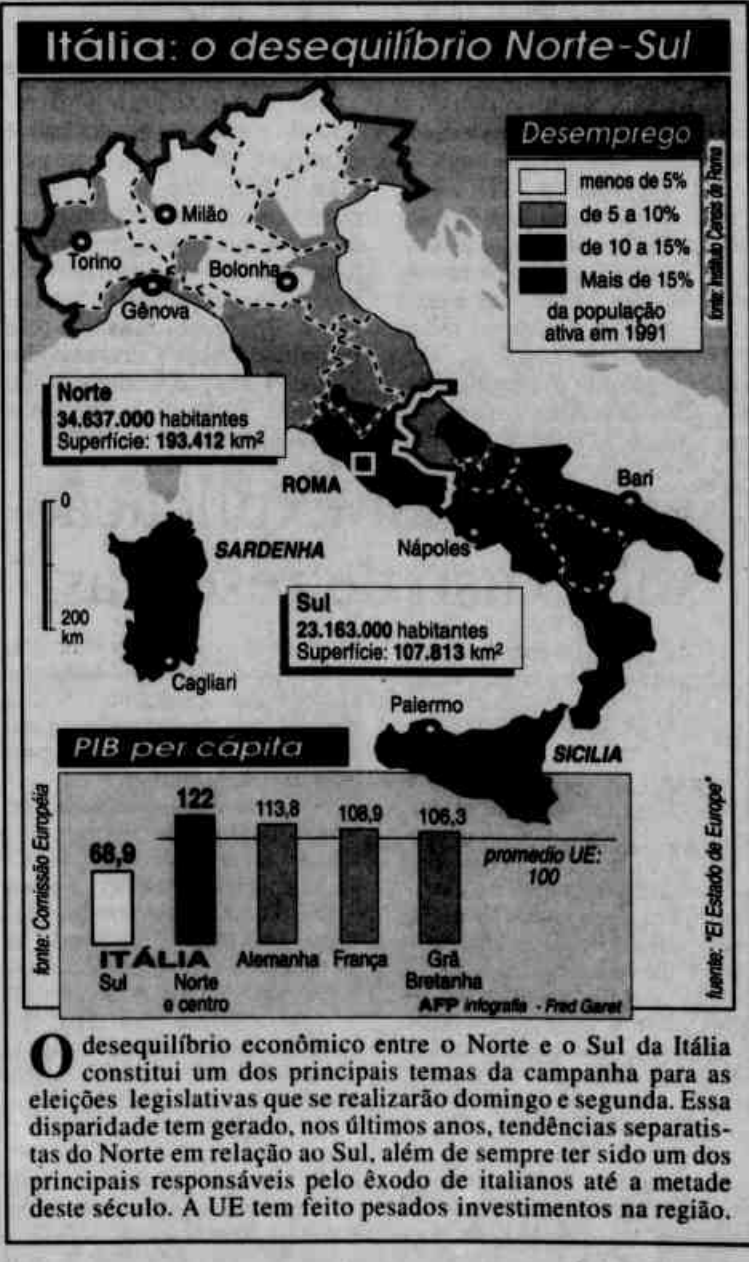 Itália: o desequilíbrio Norte-Sul
Desemprego
menos de 5%
de 5 a 10%
de 10 a 15%
Mais de 15%
da população
ativa em 1991
fonte: Instituto Censis de Roma
Milão
Torino
Bolonha
Gênova
Norte
34.637.000 habitantes
Superfície: 193.412 km²
ROMA
Bari
0
SARDENHA
Nápoles
200
km
Sul
23.163.000 habitantes
Superfície: 107.813 km²
Cagliari
Palermo
SICILIA
PIB per cápita
122
113,8
108,9
106,3
68,9
promedio UE:
100
ITÁLIA
Alemanha
França
Grã
Bretanha
Sul
Norte
e centro
AFP infografia - Fred Garet
fonte: Comissão Européia
fuente: "El Estado de Europe"
O desequilíbrio econômico entre o Norte e o Sul da Itália
constitui um dos principais temas da campanha para as
eleições legislativas que se realizarão domingo e segunda. Essa
disparidade tem gerado, nos últimos anos, tendências separatis-
tas do Norte em relação ao Sul, além de sempre ter sido um dos
principais responsáveis pelo êxodo de italianos até a metade
deste século. A UE tem feito pesados investimentos na região.